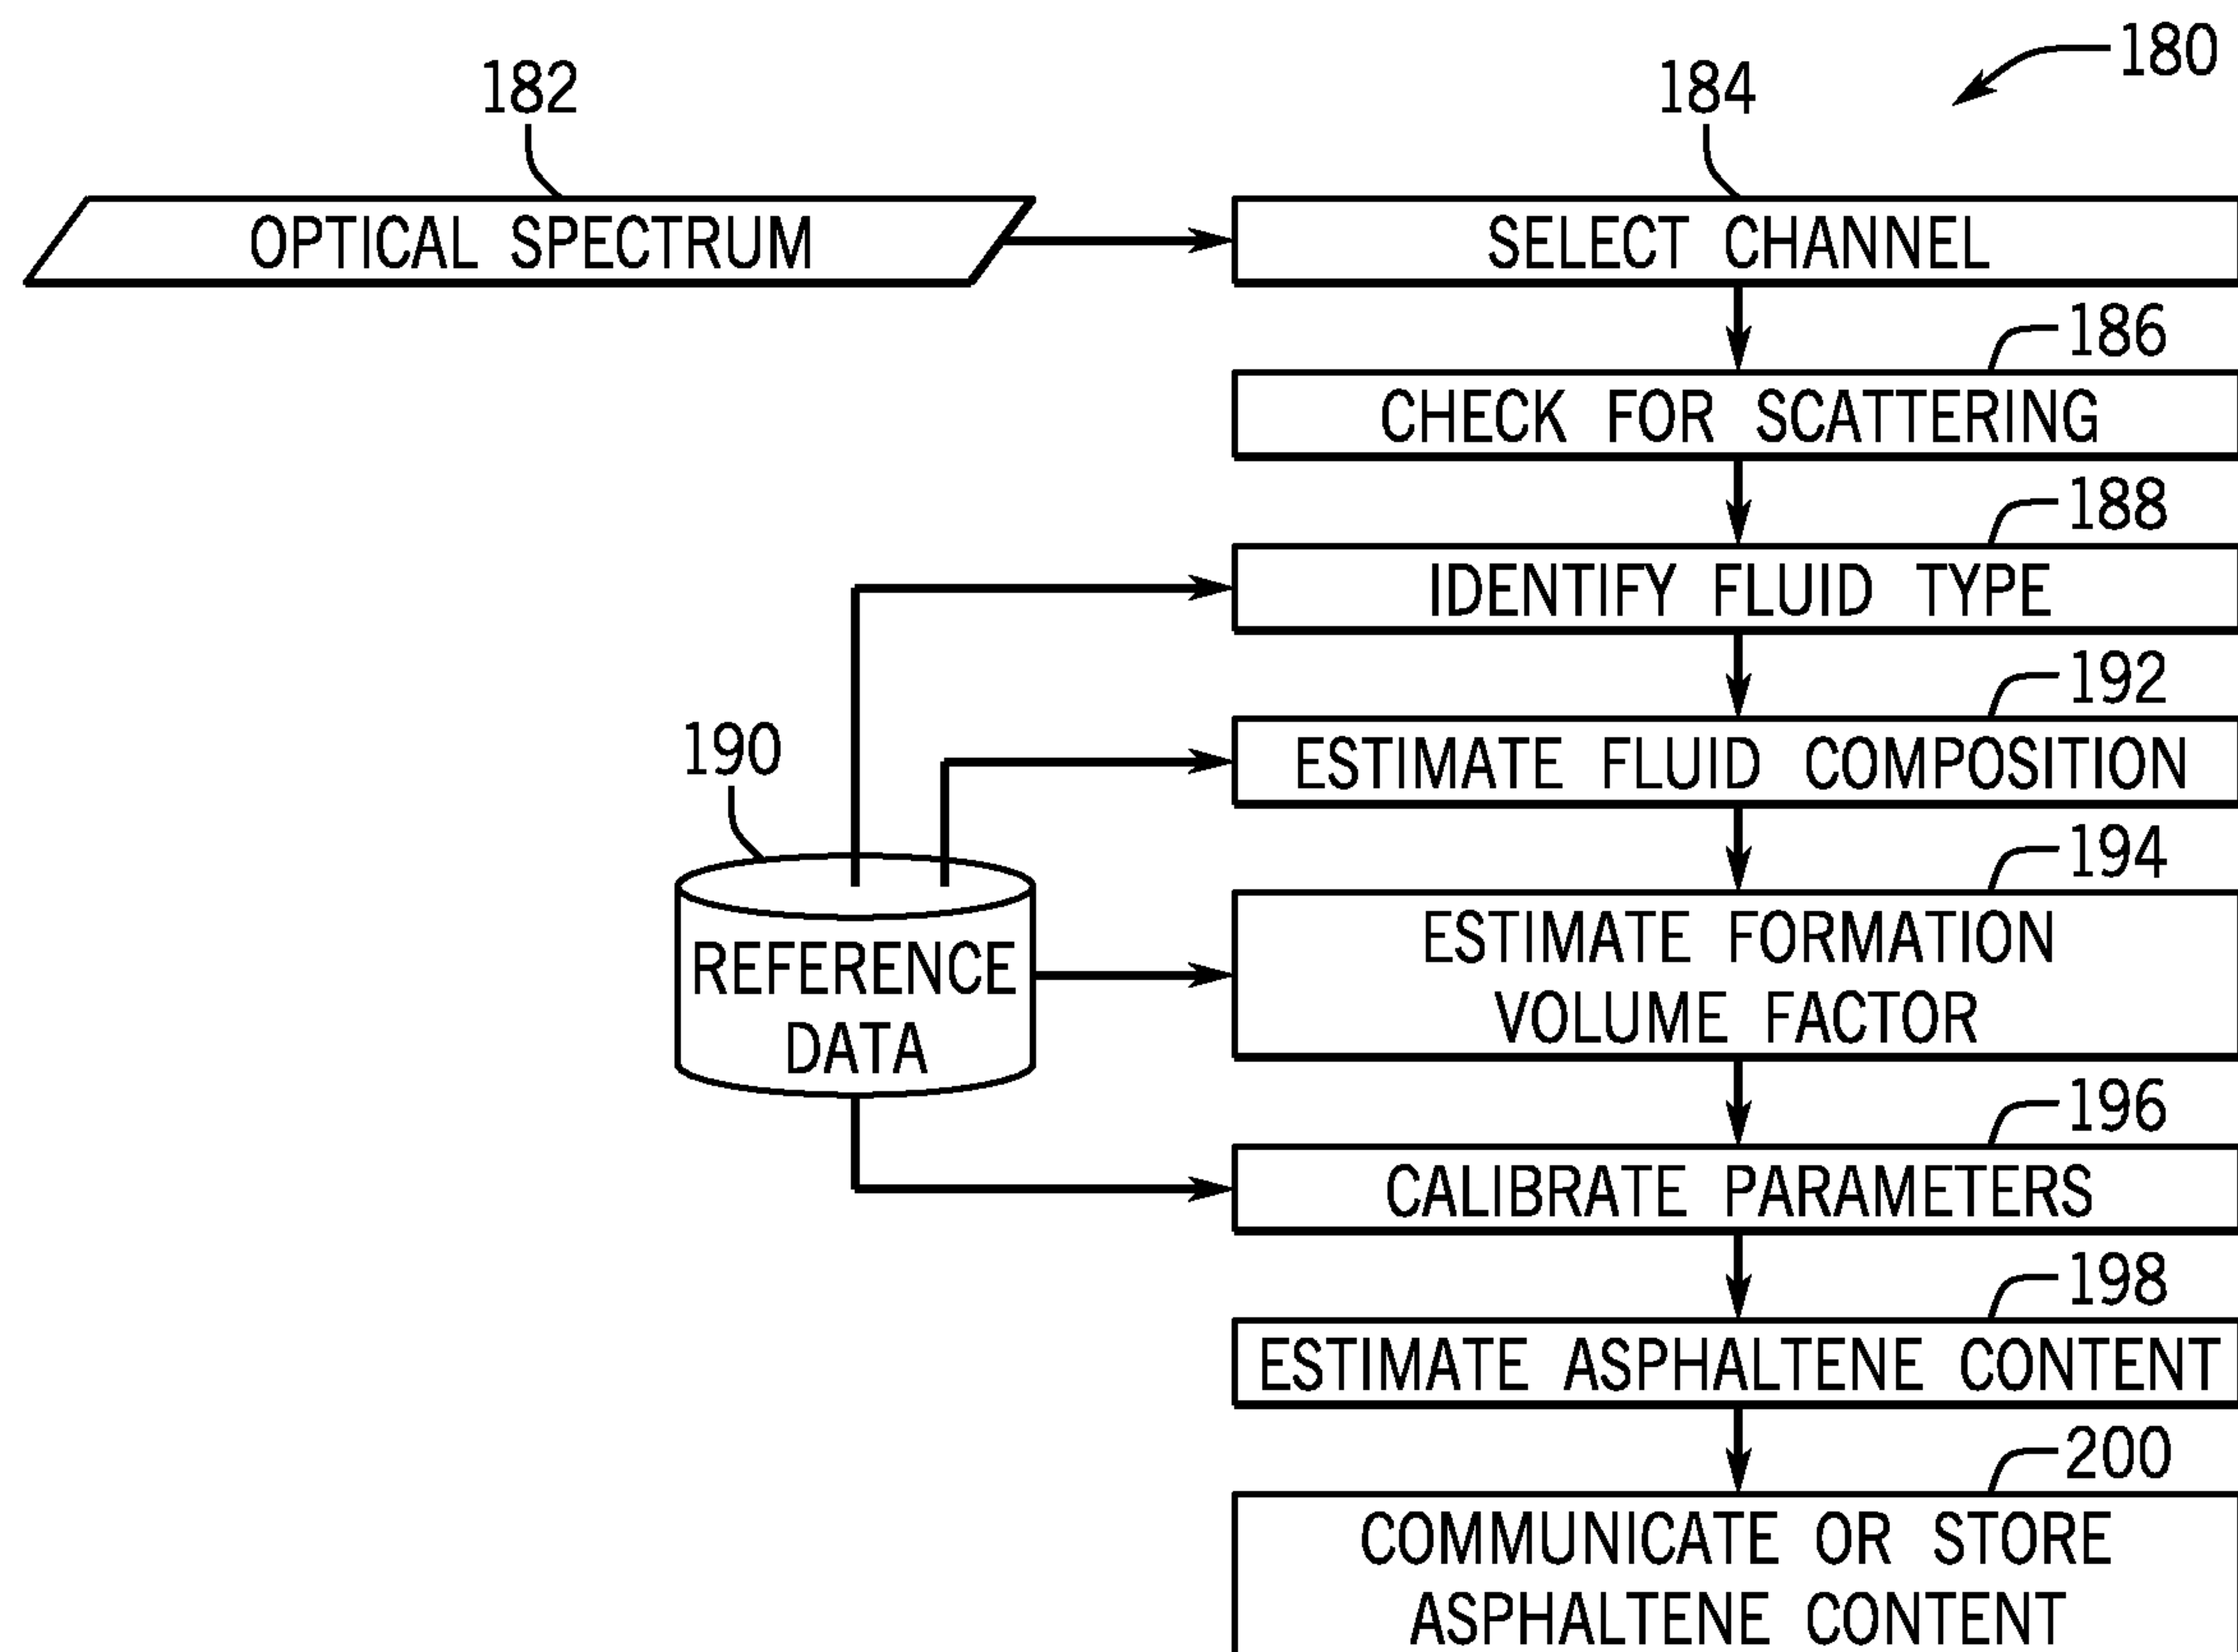 180
182
184
OPTICAL SPECTRUM
SELECT CHANNEL
186
CHECK FOR SCATTERING
188
IDENTIFY FLUID TYPE
192
190
ESTIMATE FLUID COMPOSITION
194
REFERENCE
DATA
ESTIMATE FORMATION
VOLUME FACTOR
196
CALIBRATE PARAMETERS
198
ESTIMATE ASPHALTENE CONTENT
200
COMMUNICATE OR STORE
ASPHALTENE CONTENT